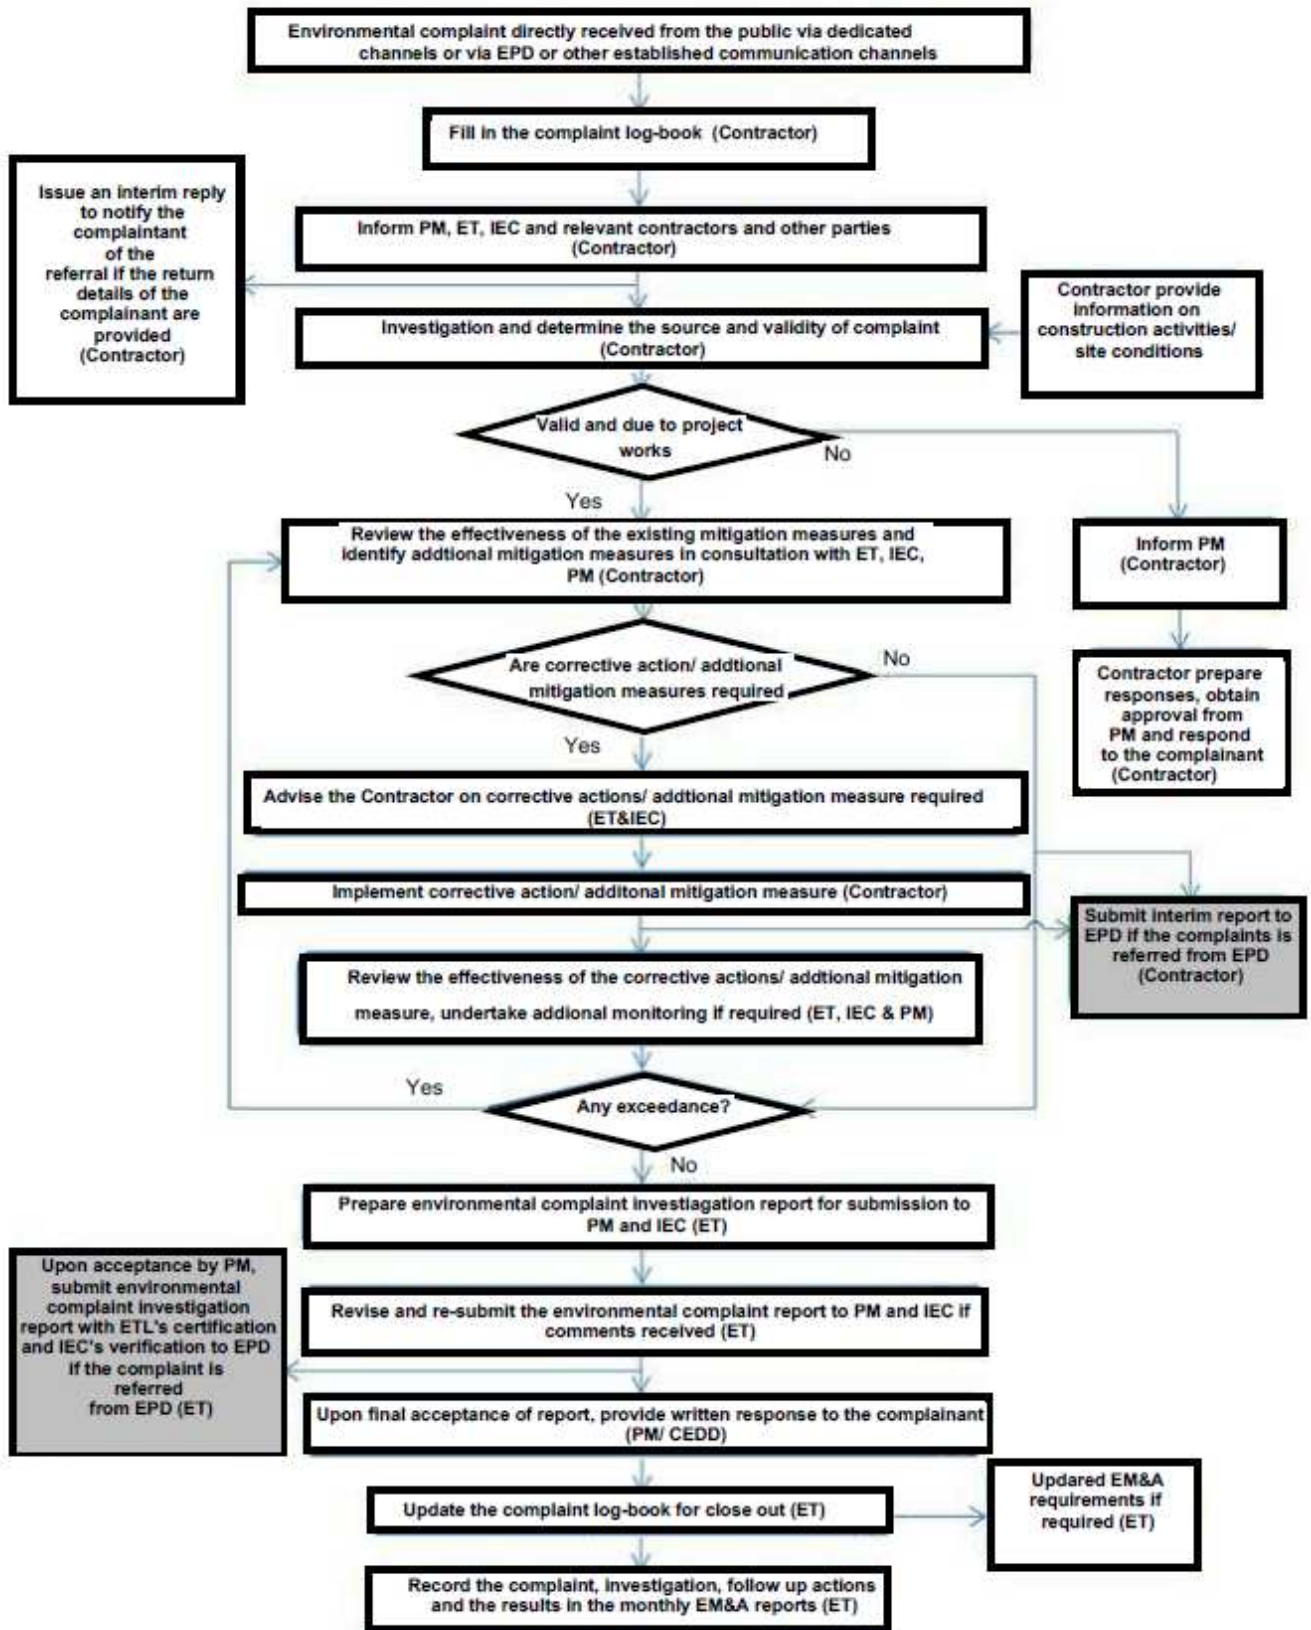 Environmental complaint directly received from the public via dedicated
channels or via EPD or other established communication channels
Fill in the complaint log-book (Contractor)
Issue an interim reply
to notify the
complaintant
of the
referral if the return
details of the
complainant are
provided
(Contractor)
Inform PM, ET, IEC and relevant contractors and other parties
(Contractor)
Contractor provide
information on
construction activities/
site conditions
Investigation and determine the source and validity of complaint
(Contractor)
Valid and due to project
works
No
Yes
Review the effectiveness of the existing mitigation measures and
identify addtional mitigation measures in consultation with ET, IEC,
PM (Contractor)
Inform PM
(Contractor)
Are corrective action/ addtional
mitigation measures required
No
Yes
Contractor prepare
responses, obtain
approval from
PM and respond
to the complainant
(Contractor)
Advise the Contractor on corrective actions/ addtional mitigation measure required
(ET&IEC)
Implement corrective action/ additonal mitigation measure (Contractor)
Submit interim report to
EPD if the complaints is
referred from EPD
(Contractor)
Review the effectiveness of the corrective actions/ addtional mitigation
measure, undertake addional monitoring if required (ET, IEC & PM)
Yes
Any exceedance?
No
Prepare environmental complaint investiagation report for submission to
PM and IEC (ET)
Upon acceptance by PM,
submit environmental
complaint investigation
report with ETL's certification
and IEC's verification to EPD
if the complaint is
referred
from EPD (ET)
Revise and re-submit the environmental complaint report to PM and IEC if
comments received (ET)
Upon final acceptance of report, provide written response to the complainant
(PM/ CEDD)
Update the complaint log-book for close out (ET)
Updared EM&A
requirements if
required (ET)
Record the complaint, investigation, follow up actions
and the results in the monthly EM&A reports (ET)